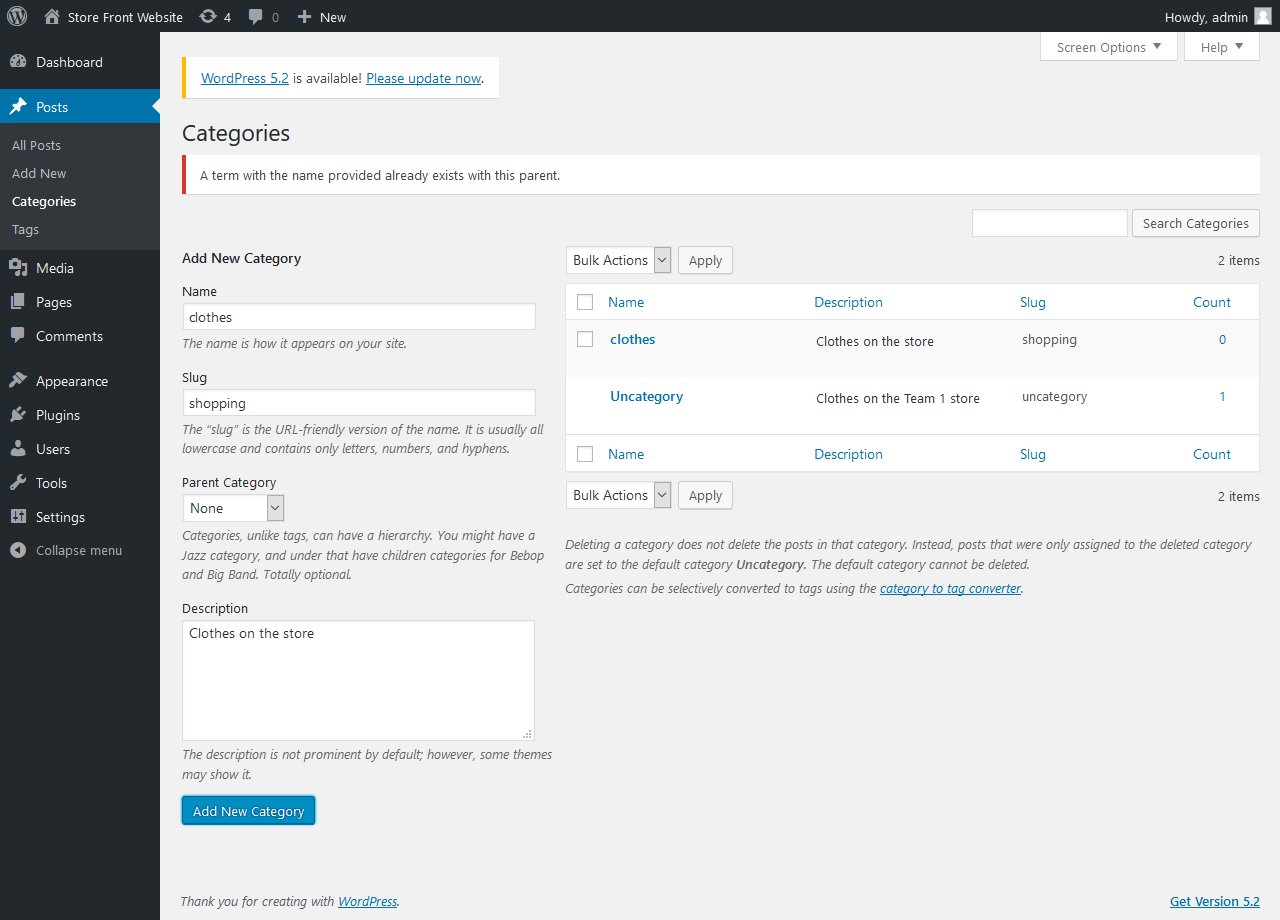 Store Front Website 4 0 New Howdy, admin
Screen Options Help
Dashboard
Posts
All Posts
Add New
Categories
Tags
Media
Pages
Comments
Appearance
Plugins
Users
Tools
Settings
Collapse menu
WordPress 5.2 is available! Please update now.
Categories
A term with the name provided already exists with this parent.
Search Categories
Add New Category
Name
clothes
The name is how it appears on your site.
Slug
shopping
The “slug” is the URL-friendly version of the name. It is usually all
lowercase and contains only letters, numbers, and hyphens.
Parent Category
None
Categories, unlike tags, can have a hierarchy. You might have a
Jazz category, and under that have children categories for Bebop
and Big Band. Totally optional.
Description
Clothes on the store
The description is not prominent by default; however, some themes
may show it.
Add New Category
Bulk Actions Apply 2 items
Name Description Slug Count
clothes Clothes on the store shopping 0
Uncategory Clothes on the Team 1 store uncategory 1
Name Description Slug Count
Bulk Actions Apply 2 items
Deleting a category does not delete the posts in that category. Instead, posts that were only assigned to the deleted category
are set to the default category Uncategory. The default category cannot be deleted.
Categories can be selectively converted to tags using the category to tag converter.
Thank you for creating with WordPress. Get Version 5.2